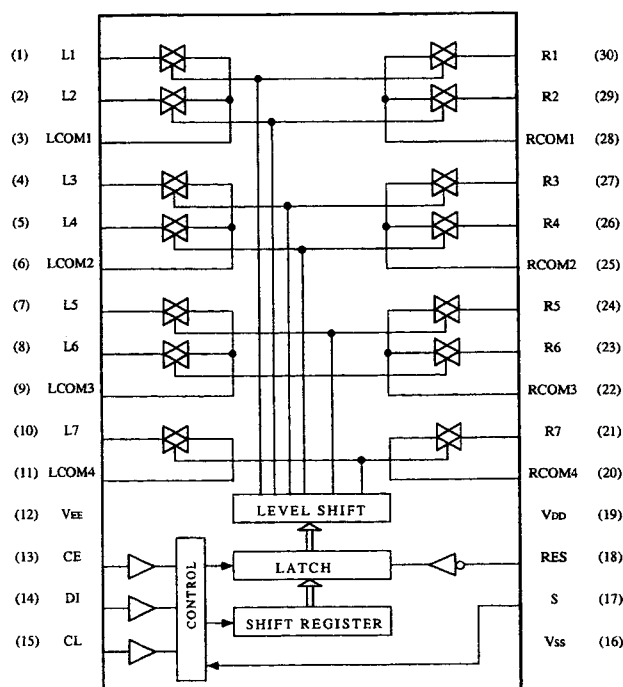 (1) L1 R1 (30)
(2) L2 R2 (29)
(3) LCOM1 RCOM1 (28)
(4) L3 R3 (27)
(5) L4 R4 (26)
(6) LCOM2 RCOM2 (25)
(7) L5 R5 (24)
(8) L6 R6 (23)
(9) LCOM3 RCOM3 (22)
(10) L7 R7 (21)
(11) LCOM4 RCOM4 (20)
(12) VEE LEVEL SHIFT VDD (19)
(13) CE LATCH RES (18)
(14) DI CONTROL SHIFT REGISTER S (17)
(15) CL Vss (16)